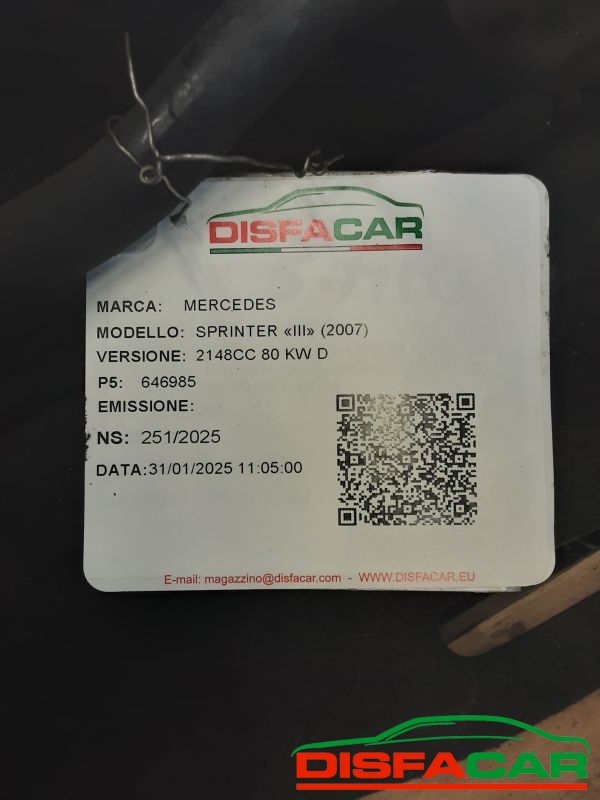 DISFACAR
MARCA: MERCEDES
MODELLO: SPRINTER «III» (2007)
VERSIONE: 2148CC 80 KW D
P5: 646985
EMISSIONE:
NS: 251/2025
DATA:31/01/2025 11:05:00
E-mail: magazzino@disfacar.com - WWW.DISFACAR.EU
DISFACAR